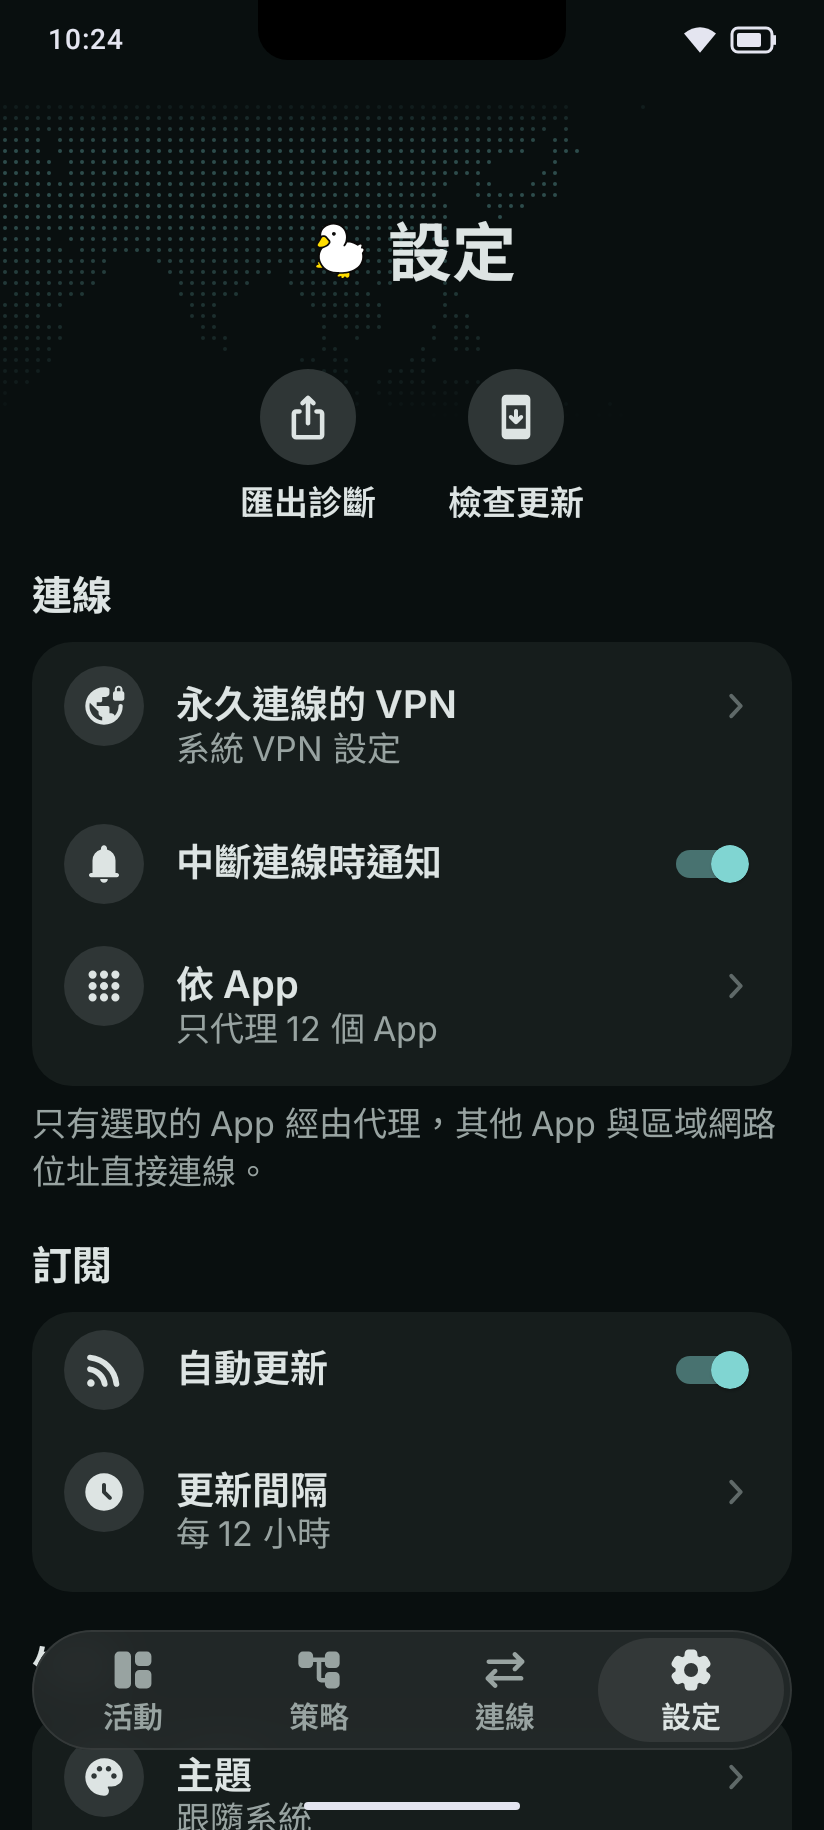 10:24
設定
匯出診斷
檢查更新
連線
永久連線的 VPN
系統 VPN 設定
中斷連線時通知
依 App
只代理 12 個 App
只有選取的 App 經由代理，其他 App 與區域網路
位址直接連線。
訂閱
自動更新
更新間隔
每 12 小時
活動
策略
連線
設定
主題
跟隨系統